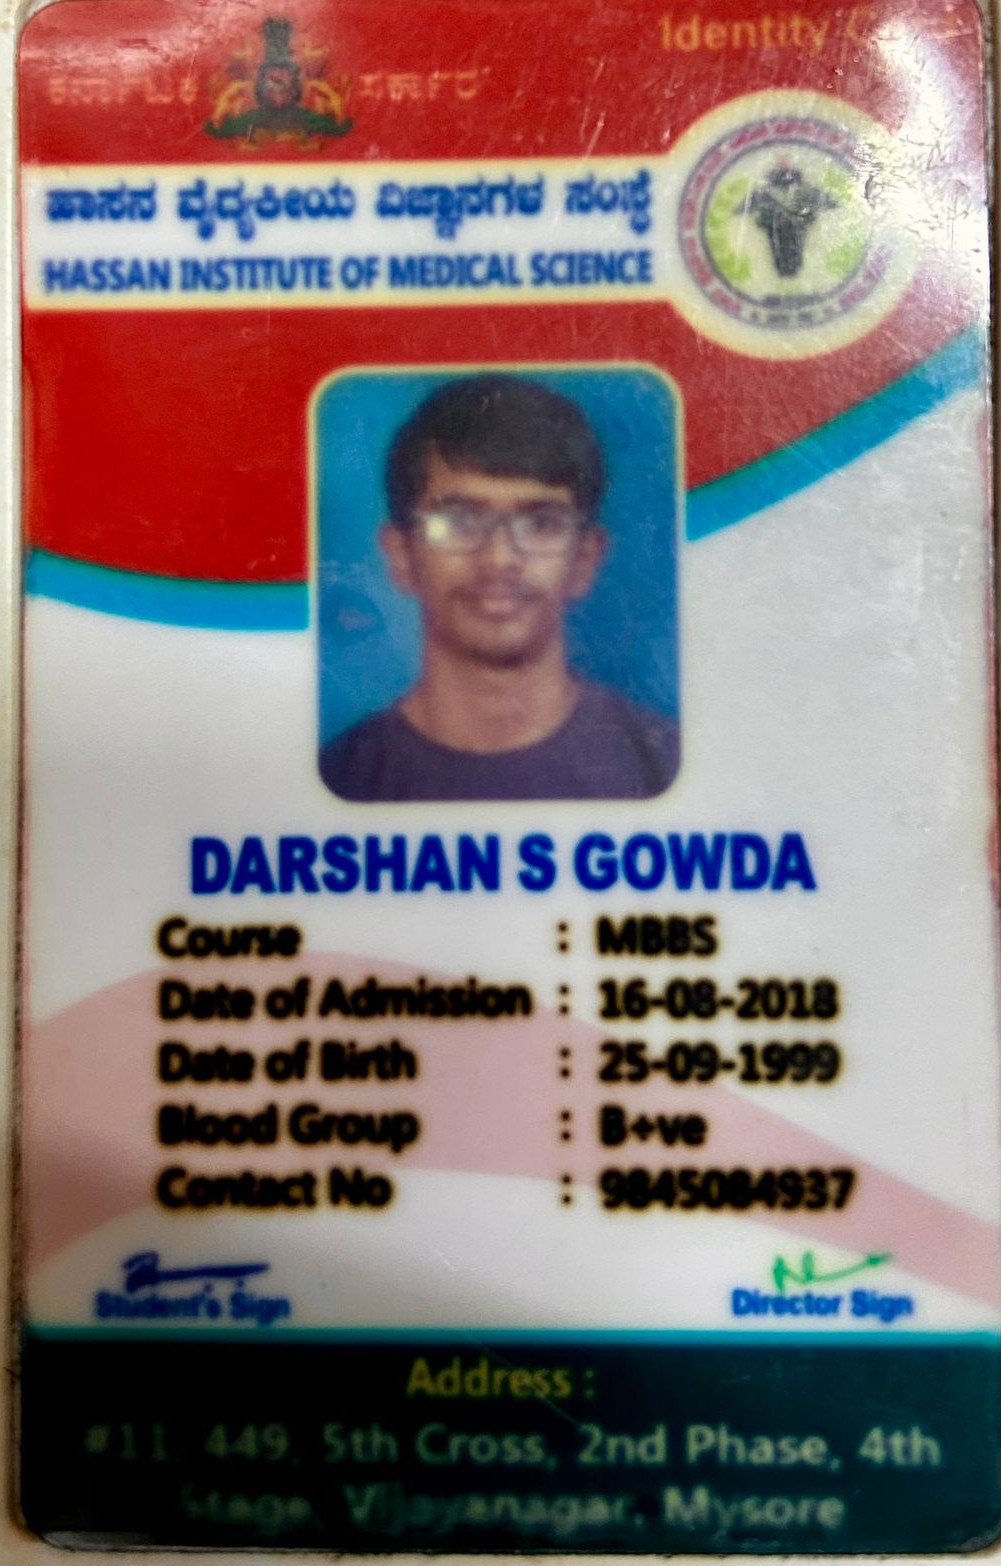 Identity Card
ಕರ್ನಾಟಕ ಸರ್ಕಾರ
ಹಾಸನ ವೈದ್ಯಕೀಯ ವಿಜ್ಞಾನಗಳ ಸಂಸ್ಥೆ
HASSAN INSTITUTE OF MEDICAL SCIENCE
DARSHAN S GOWDA
Course : MBBS
Date of Admission : 16-08-2018
Date of Birth : 25-09-1999
Blood Group : B+ve
Contact No : 9845084937
Student's Sign
Director Sign
Address :
#11, 449, 5th Cross, 2nd Phase, 4th
Stage, Vijayanagar, Mysore